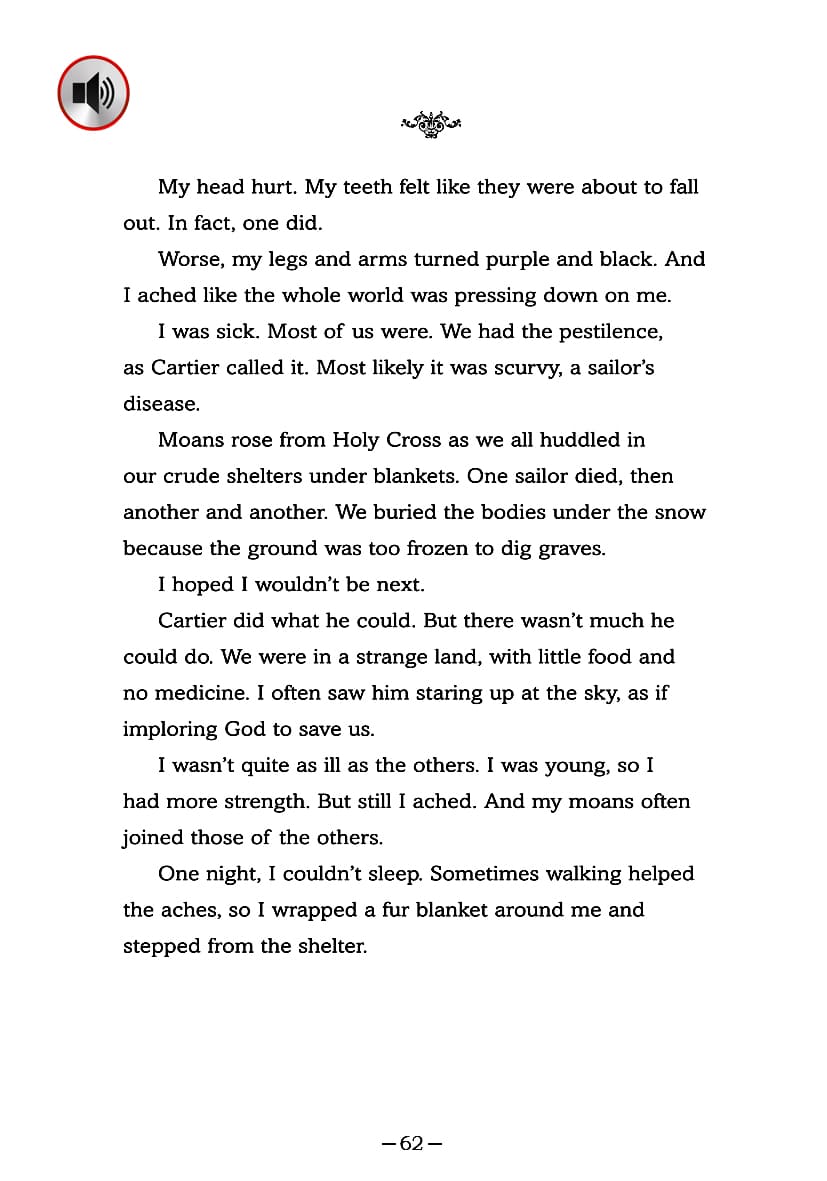 My head hurt. My teeth felt like they were about to fall
out. In fact, one did.
Worse, my legs and arms turned purple and black. And
I ached like the whole world was pressing down on me.
I was sick. Most of us were. We had the pestilence,
as Cartier called it. Most likely it was scurvy, a sailor’s
disease.
Moans rose from Holy Cross as we all huddled in
our crude shelters under blankets. One sailor died, then
another and another. We buried the bodies under the snow
because the ground was too frozen to dig graves.
I hoped I wouldn’t be next.
Cartier did what he could. But there wasn’t much he
could do. We were in a strange land, with little food and
no medicine. I often saw him staring up at the sky, as if
imploring God to save us.
I wasn’t quite as ill as the others. I was young, so I
had more strength. But still I ached. And my moans often
joined those of the others.
One night, I couldn’t sleep. Sometimes walking helped
the aches, so I wrapped a fur blanket around me and
stepped from the shelter.
—62—